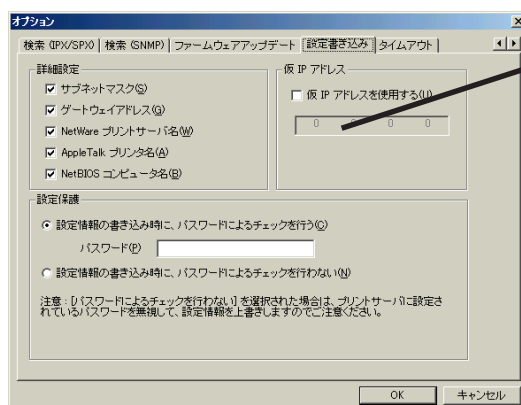 オプション
検索 (IPX/SPX) 検索 (SNMP) ファームウェアアップデート 設定書き込み タイムアウト
詳細設定
サブネットマスク(S)
ゲートウェイアドレス(G)
NetWare プリントサーバ名(W)
AppleTalk プリンタ名(A)
NetBIOS コンピュータ名(B)
仮 IP アドレス
仮 IP アドレスを使用する(U)
0 0 0 0
設定保護
設定情報の書き込み時に、パスワードによるチェックを行う(C)
パスワード(P)
設定情報の書き込み時に、パスワードによるチェックを行わない(N)
注意：[パスワードによるチェックを行わない] を選択された場合は、プリントサーバに設定さ
れているパスワードを無視して、設定情報を上書きしますのでご注意ください。
OK キャンセル